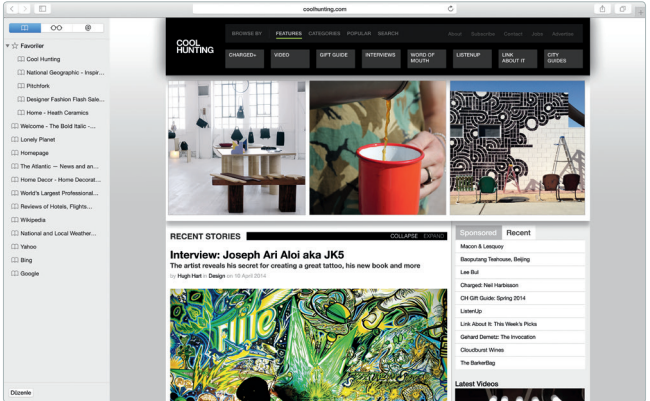 coolhunting.com
@
Favoriler
Cool Hunting
National Geographic - Inspir...
Pitchfork
Designer Fashion Flash Sale...
Home - Heath Ceramics
Welcome - The Bold Italic -...
Lonely Planet
Homepage
The Atlantic — News and an...
Home Decor - Home Decorat...
World's Largest Professional...
Reviews of Hotels, Flights...
Wikipedia
National and Local Weather...
Yahoo
Bing
Google
Düzenle
COOL
HUNTING
BROWSE BY FEATURES CATEGORIES POPULAR SEARCH
About Subscribe Contact Jobs Advertise
CHARGED+ VIDEO GIFT GUIDE INTERVIEWS WORD OF MOUTH LISTENUP LINK ABOUT IT CITY GUIDES
RECENT STORIES COLLAPSE EXPAND
Interview: Joseph Ari Aloi aka JK5
The artist reveals his secret for creating a great tattoo, his new book and more
by Hugh Hart in Design on 16 April 2014
Sponsored Recent
Macon & Lesquoy
Baoputang Teahouse, Beijing
Lee Bul
Charged: Neil Harbisson
CH Gift Guide: Spring 2014
ListenUp
Link About It: This Week's Picks
Gehard Demetz: The Invocation
Cloudburst Wines
The BarkerBag
Latest Videos